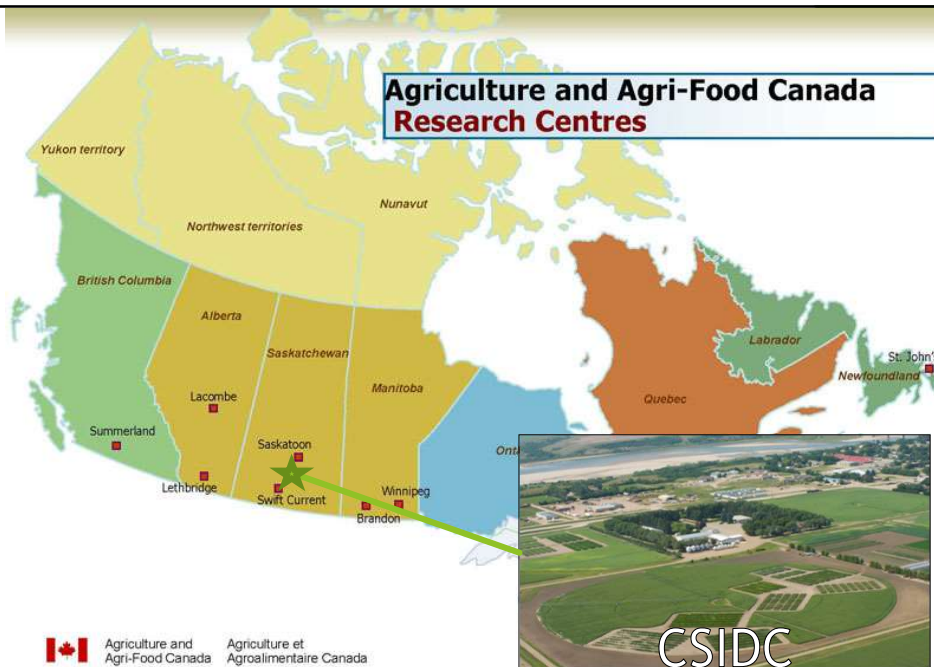 Agriculture and Agri-Food Canada
Research Centres
Yukon territory
Nunavut
Northwest territories
British Columbia
Alberta
Saskatchewan
Manitoba
Labrador
St. John'
Newfoundland
Quebec
Ont
Lacombe
Summerland
Saskatoon
Lethbridge
Swift Current
Winnipeg
Brandon
CSIDC
Agriculture and
Agri-Food Canada
Agriculture et
Agroalimentaire Canada